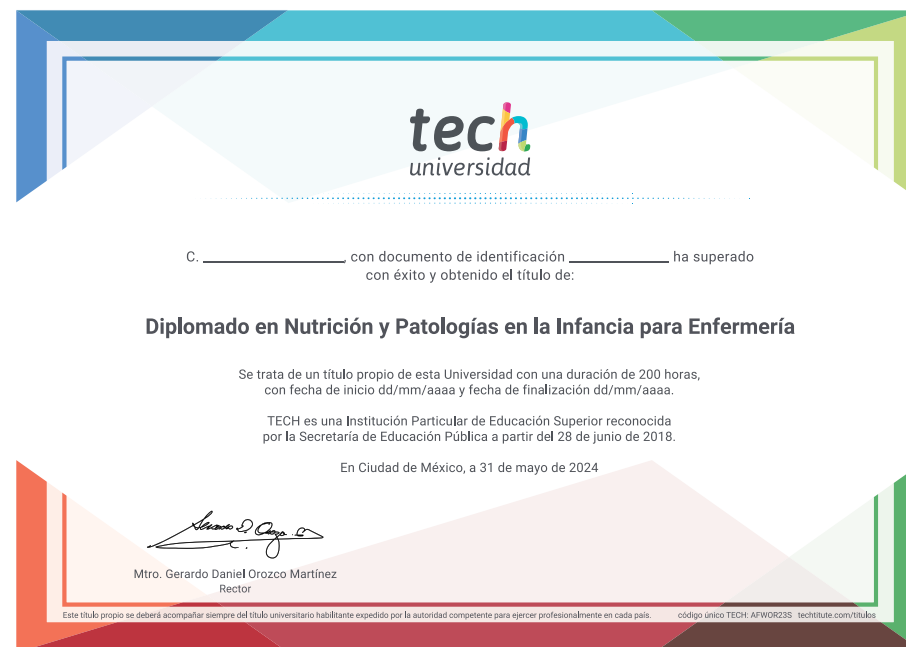 tech
universidad
C. ____________, con documento de identificación ____________ ha superado
con éxito y obtenido el título de:
Diplomado en Nutrición y Patologías en la Infancia para Enfermería
Se trata de un título propio de esta Universidad con una duración de 200 horas,
con fecha de inicio dd/mm/aaaa y fecha de finalización dd/mm/aaaa.
TECH es una Institución Particular de Educación Superior reconocida
por la Secretaría de Educación Pública a partir del 28 de junio de 2018.
En Ciudad de México, a 31 de mayo de 2024
Mtro. Gerardo Daniel Orozco Martínez
Rector
Este título propio se deberá acompañar siempre del título universitario habilitante expedido por la autoridad competente para ejercer profesionalmente en cada país. código único TECH: AFWOR23S techtitute.com/titulos